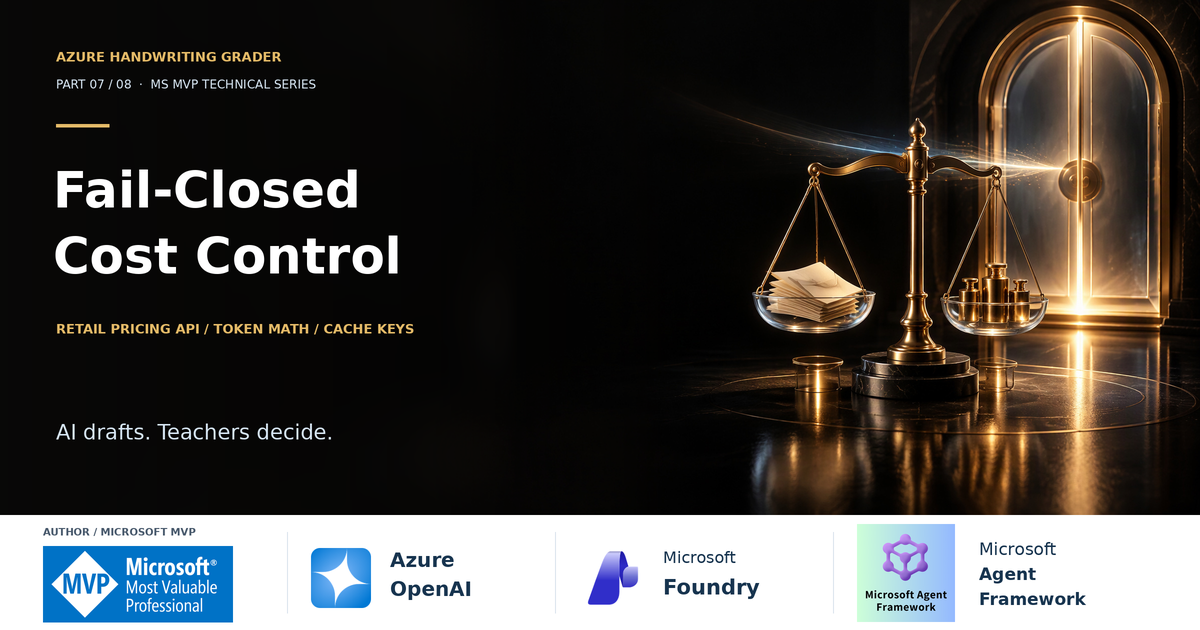 AZURE HANDWRITING GRADER
PART 07 / 08 · MS MVP TECHNICAL SERIES
Fail-Closed
Cost Control
RETAIL PRICING API / TOKEN MATH / CACHE KEYS
AI drafts. Teachers decide.
AUTHOR / MICROSOFT MVP
MVP
Microsoft®
Most Valuable
Professional
Azure
OpenAI
Microsoft
Foundry
Microsoft Agent
Framework
Microsoft
Agent
Framework